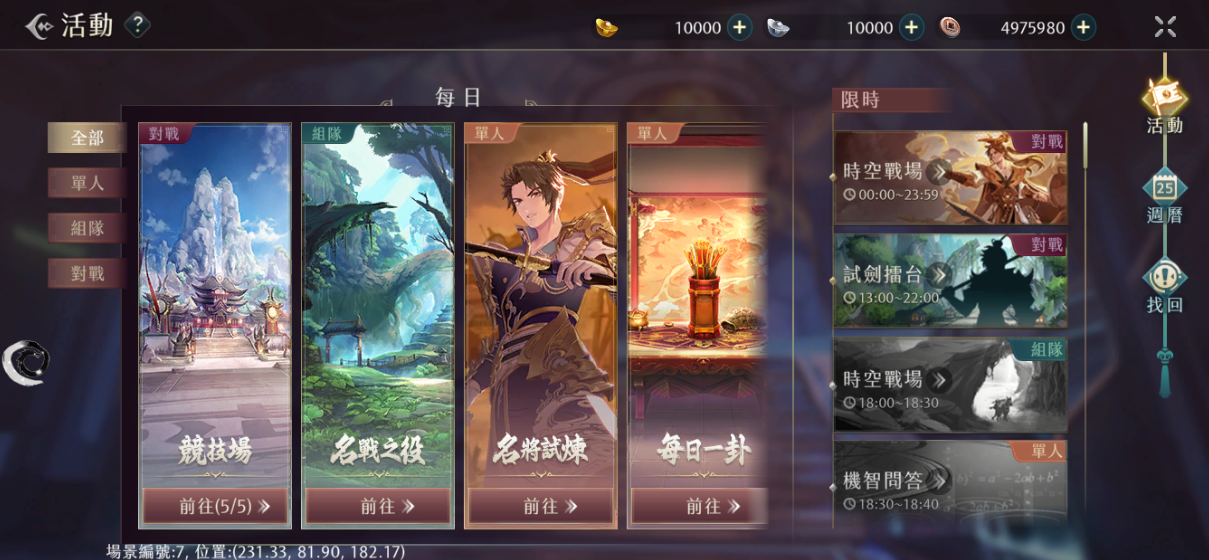 活動
?
10000
10000
4975980
每日
全部
單人
組隊
對戰
對戰
競技場
前往(5/5)
組隊
名戰之役
前往
單人
名將試煉
前往
單人
每日一卦
前往
限時
對戰
時空戰場
00:00~23:59
對戰
試劍擂台
13:00~22:00
組隊
時空戰場
18:00~18:30
單人
機智問答
18:30~18:40
活動
25
週曆
找回
場景編號:7, 位置:(231.33, 81.90, 182.17)